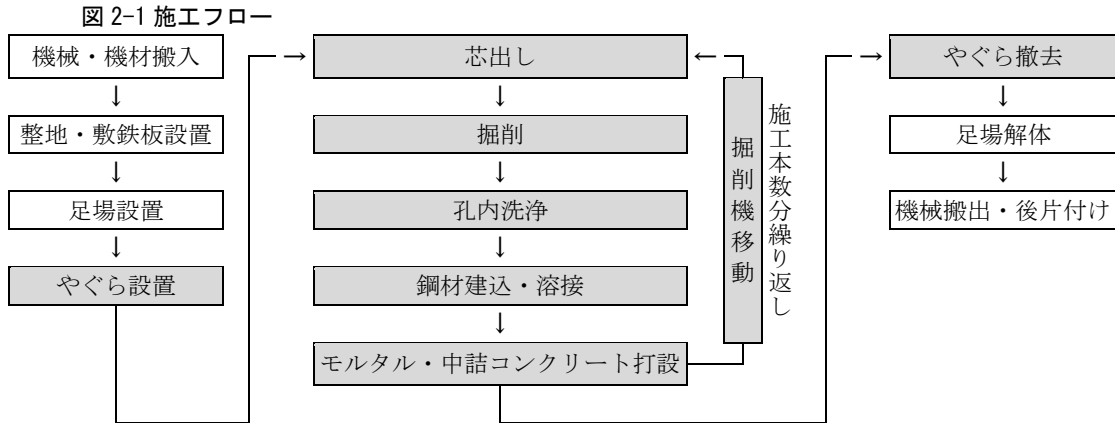 図 2-1 施工フロー
機械・機材搬入
↓
整地・敷鉄板設置
↓
足場設置
↓
やぐら設置
→
芯出し
↓
掘削
↓
孔内洗浄
↓
鋼材建込・溶接
↓
モルタル・中詰コンクリート打設
←
掘削機移動
施工本数分繰り返し
→
やぐら撤去
↓
足場解体
↓
機械搬出・後片付け